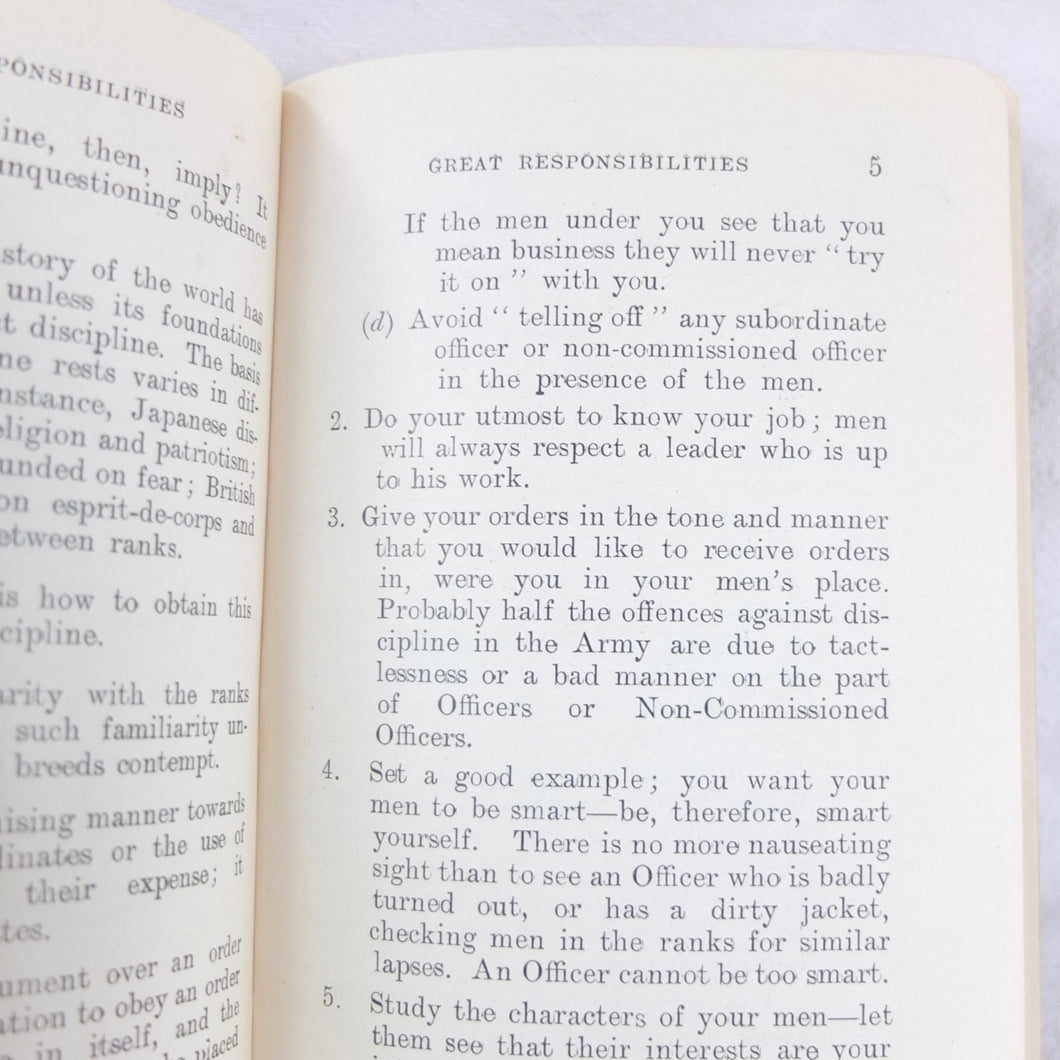 PONSIBILITIES
ine, then, imply? It
nquestioning obedience
story of the world has
unless its foundations
t discipline. The basis
ne rests varies in dif-
nstance, Japanese dis-
eligion and patriotism;
unded on fear; British
on esprit-de-corps and
etween ranks.
is how to obtain this
cipline.
arity with the ranks
such familiarity un-
breeds contempt.
ising manner towards
linates or the use of
their expense; it
tes.
ument over an order
ation to obey an order
in itself, and the
placed
GREAT RESPONSIBILITIES 5
If the men under you see that you
mean business they will never “ try
it on ” with you.
(d) Avoid “ telling off ” any subordinate
officer or non-commissioned officer
in the presence of the men.
2. Do your utmost to know your job ; men
will always respect a leader who is up
to his work.
3. Give your orders in the tone and manner
that you would like to receive orders
in, were you in your men’s place.
Probably half the offences against dis-
cipline in the Army are due to tact-
lessness or a bad manner on the part
of Officers or Non-Commissioned
Officers.
4. Set a good example ; you want your
men to be smart—be, therefore, smart
yourself. There is no more nauseating
sight than to see an Officer who is badly
turned out, or has a dirty jacket,
checking men in the ranks for similar
lapses. An Officer cannot be too smart.
5. Study the characters of your men—let
them see that their interests are your